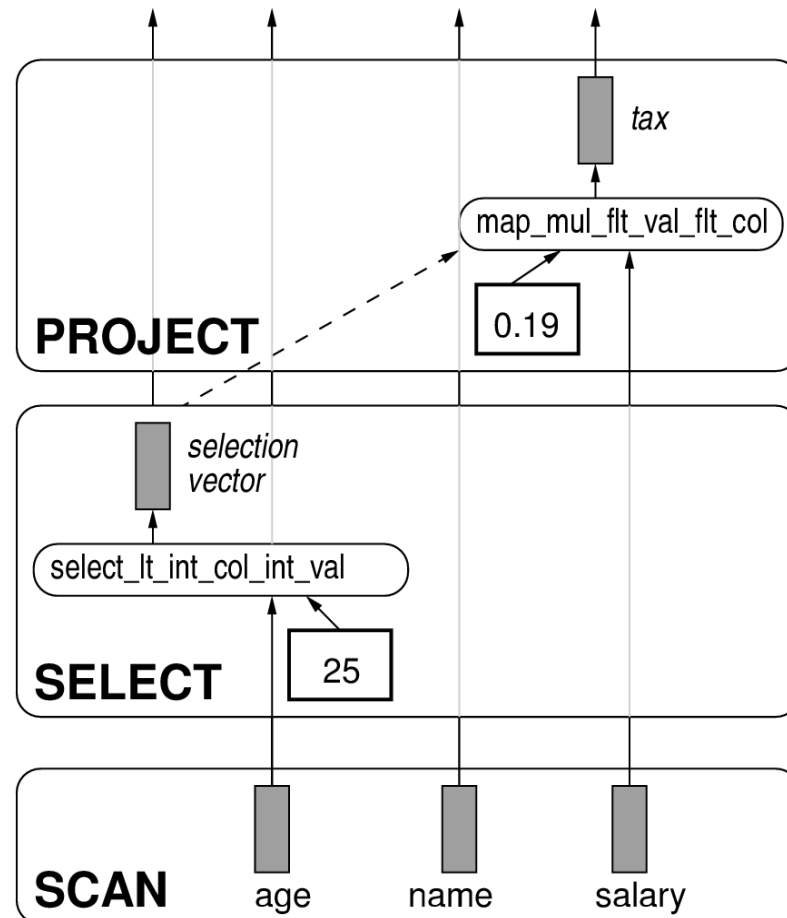 tax
map_mul_flt_val_flt_col
0.19
PROJECT
selection
vector
select_lt_int_col_int_val
25
SELECT
SCAN
age
name
salary